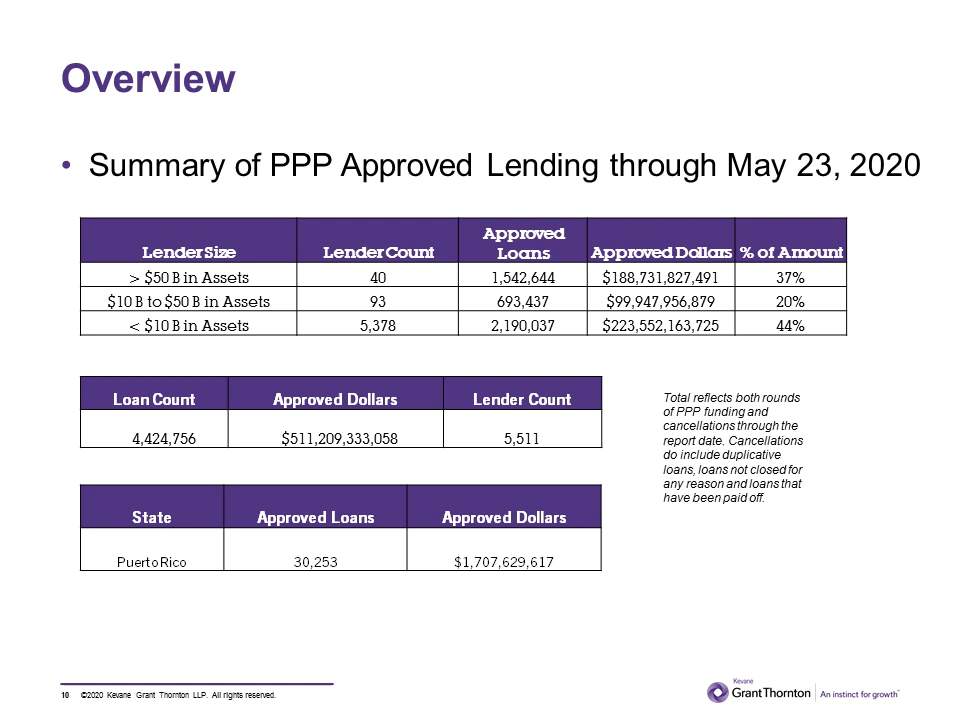 Overview
• Summary of PPP Approved Lending through May 23, 2020
Lender Size Lender Count Approved Loans Approved Dollars % of Amount
> $50 B in Assets 40 1,542,644 $188,731,827,491 37%
$10 B to $50 B in Assets 93 693,437 $99,947,956,879 20%
< $10 B in Assets 5,378 2,190,037 $223,552,163,725 44%
Loan Count Approved Dollars Lender Count
4,424,756 $511,209,333,058 5,511
Total reflects both rounds
of PPP funding and
cancellations through the
report date. Cancellations
do include duplicative
loans, loans not closed for
any reason and loans that
have been paid off.
State Approved Loans Approved Dollars
Puerto Rico 30,253 $1,707,629,617
10 ©2020 Kevane Grant Thornton LLP. All rights reserved.
Kevane
Grant Thornton An instinct for growth™